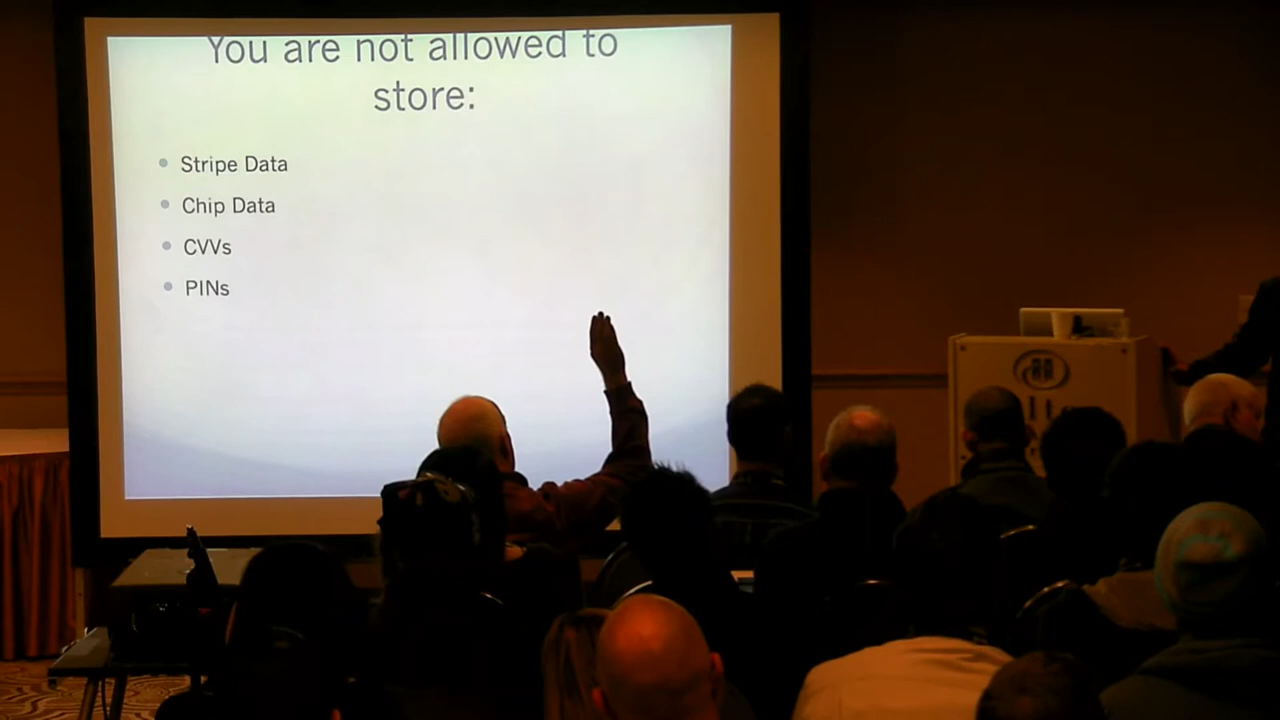 You are not allowed to
store:
Stripe Data
Chip Data
CVVs
PINs